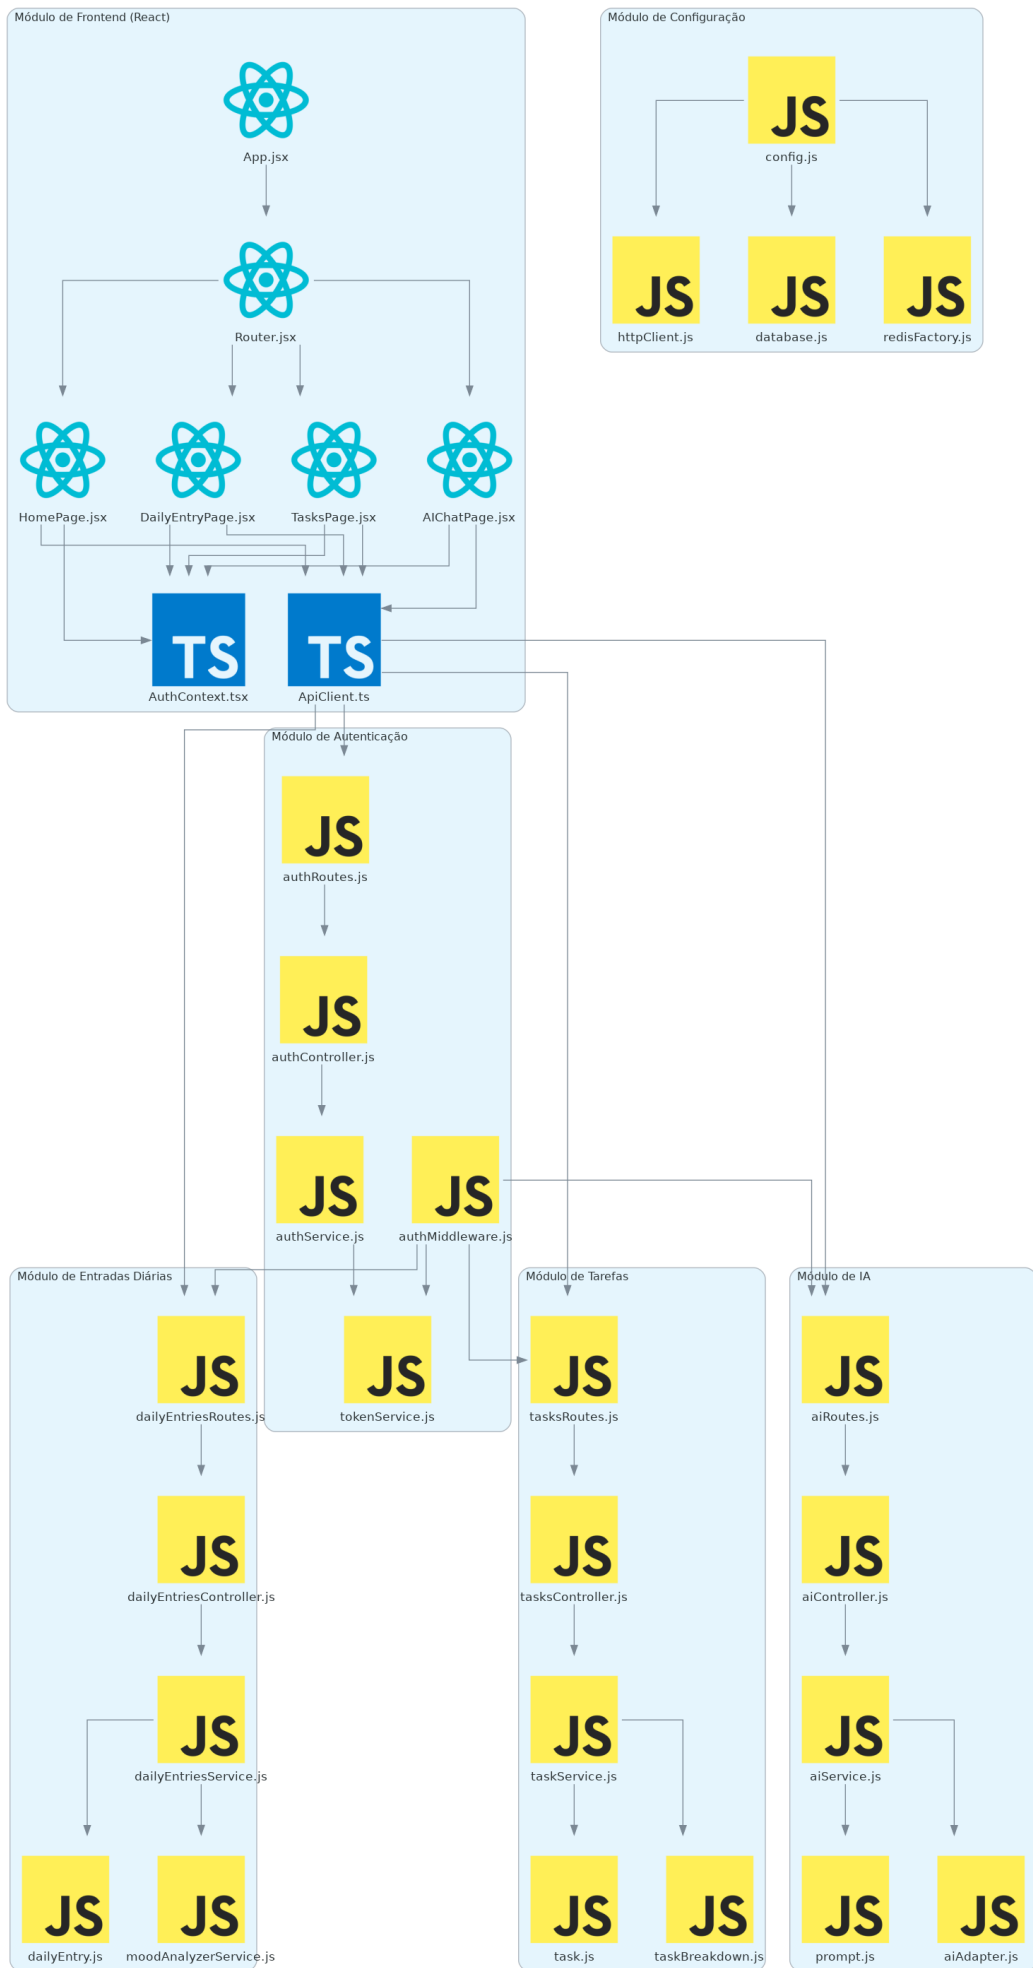 Módulo de Frontend (React)
Módulo de Configuração
App.jsx
JS
config.js
Router.jsx
JS
httpClient.js
JS
database.js
JS
redisFactory.js
HomePage.jsx
DailyEntryPage.jsx
TasksPage.jsx
AIChatPage.jsx
TS
AuthContext.tsx
TS
ApiClient.ts
Módulo de Autenticação
JS
authRoutes.js
JS
authController.js
JS
authService.js
JS
authMiddleware.js
Módulo de Entradas Diárias
Módulo de Tarefas
Módulo de IA
JS
dailyEntriesRoutes.js
JS
tokenService.js
JS
tasksRoutes.js
JS
aiRoutes.js
JS
dailyEntriesController.js
JS
tasksController.js
JS
aiController.js
JS
dailyEntriesService.js
JS
taskService.js
JS
aiService.js
JS
dailyEntry.js
JS
moodAnalyzerService.js
JS
task.js
JS
taskBreakdown.js
JS
prompt.js
JS
aiAdapter.js